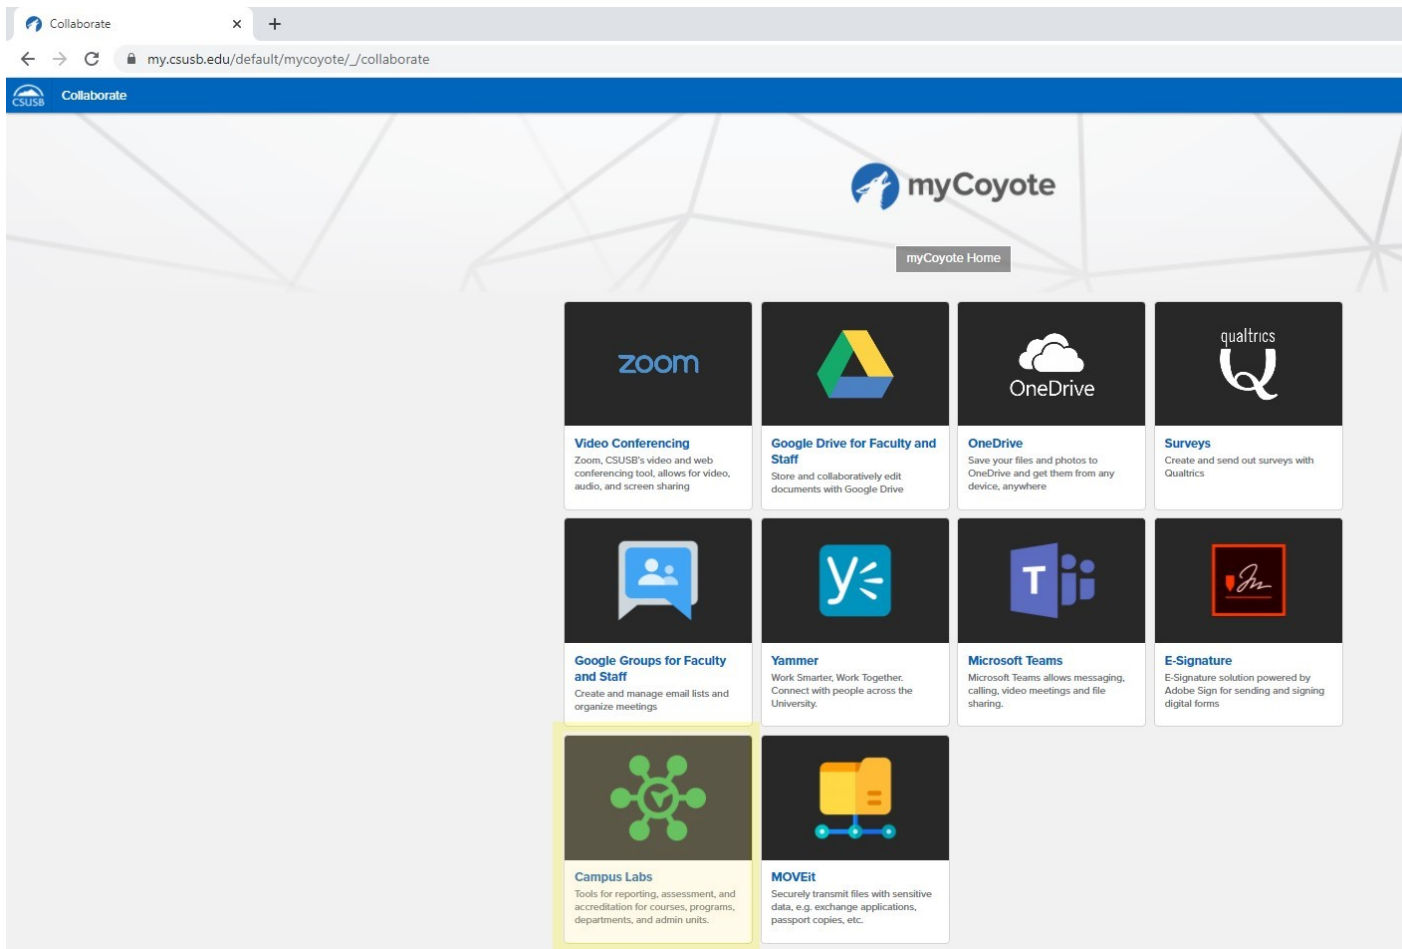 Collaborate
my.csusb.edu/default/mycoyote/_/collaborate
CSUSB
Collaborate
myCoyote
myCoyote Home
zoom
Video Conferencing
Zoom, CSUSB's video and web
conferencing tool, allows for video,
audio, and screen sharing
Google Drive for Faculty and
Staff
Store and collaboratively edit
documents with Google Drive
OneDrive
OneDrive
Save your files and photos to
OneDrive and get them from any
device, anywhere
qualtrics
Surveys
Create and send out surveys with
Qualtrics
Google Groups for Faculty
and Staff
Create and manage email lists and
organize meetings
Yammer
Work Smarter, Work Together.
Connect with people across the
University.
T
Microsoft Teams
Microsoft Teams allows messaging,
calling, video meetings and file
sharing.
E-Signature
E-Signature solution powered by
Adobe Sign for sending and signing
digital forms
Campus Labs
Tools for reporting, assessment, and
accreditation for courses, programs,
departments, and admin units.
MOVEit
Securely transmit files with sensitive
data, e.g. exchange applications,
passport copies, etc.